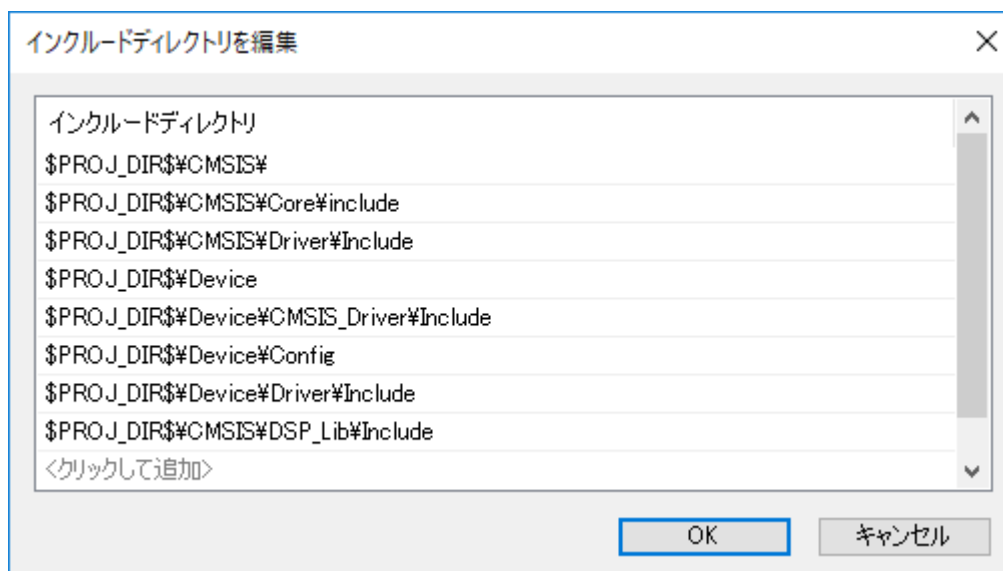 インクルードディレクトリを編集
インクルードディレクトリ
$PROJ_DIR$¥CMSIS¥
$PROJ_DIR$¥CMSIS¥Core¥include
$PROJ_DIR$¥CMSIS¥Driver¥Include
$PROJ_DIR$¥Device
$PROJ_DIR$¥Device¥CMSIS_Driver¥Include
$PROJ_DIR$¥Device¥Config
$PROJ_DIR$¥Device¥Driver¥Include
$PROJ_DIR$¥CMSIS¥DSP_Lib¥Include
<クリックして追加>
OK キャンセル